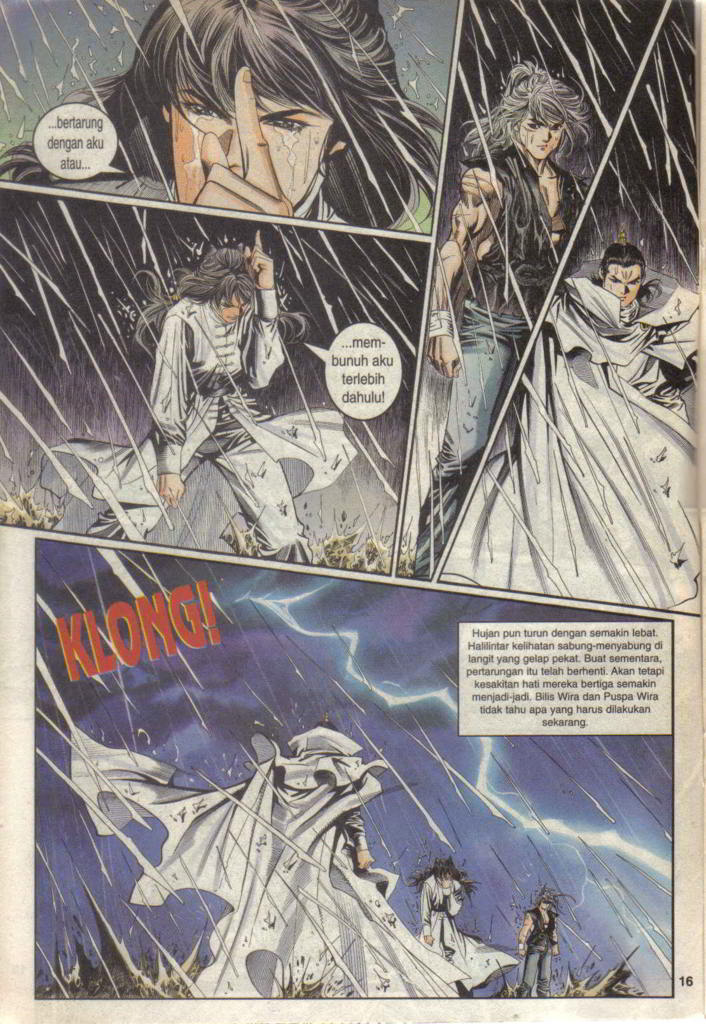 ...bertarung
dengan aku
atau...
...mem-
bunuh aku
terlebih
dahulu!
KLONG!
Hujan pun turun dengan semakin lebat.
Halilintar kelihatan sabung-menyabung di
langit yang gelap pekat. Buat sementara,
pertarungan itu telah berhenti. Akan tetapi
kesakitan hati mereka bertiga semakin
menjadi-jadi. Bilis Wira dan Puspa Wira
tidak tahu apa yang harus dilakukan
sekarang.
16